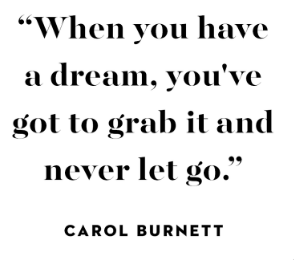 “When you have
a dream, you've
got to grab it and
never let go.”
CAROL BURNETT